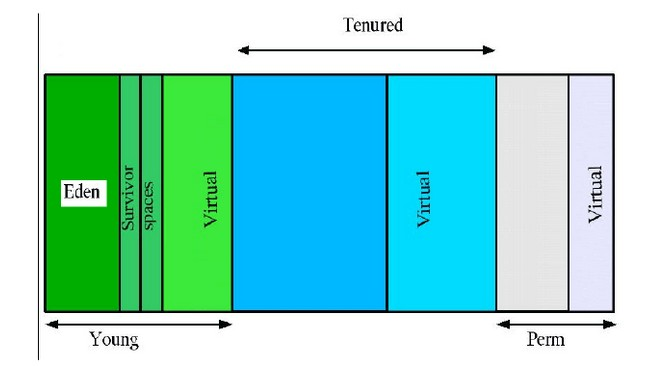 Tenured
Eden
Survivor
spaces
Virtual
Virtual
Virtual
Young
Perm